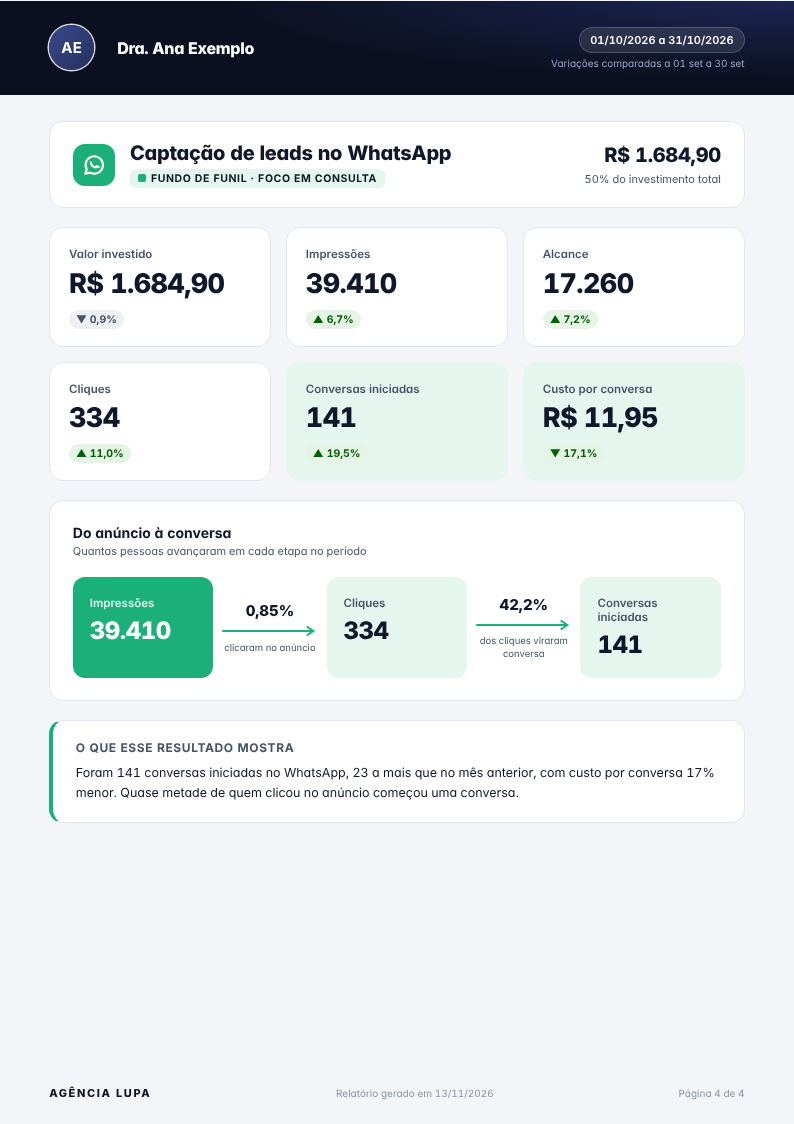 AE
Dra. Ana Exemplo
01/10/2026 a 31/10/2026
Variações comparadas a 01 set a 30 set
Captação de leads no WhatsApp
FUNDO DE FUNIL · FOCO EM CONSULTA
R$ 1.684,90
50% do investimento total
Valor investido
R$ 1.684,90
▼ 0,9%
Impressões
39.410
▲ 6,7%
Alcance
17.260
▲ 7,2%
Cliques
334
▲ 11,0%
Conversas iniciadas
141
▲ 19,5%
Custo por conversa
R$ 11,95
▼ 17,1%
Do anúncio à conversa
Quantas pessoas avançaram em cada etapa no período
Impressões
39.410
0,85%
clicaram no anúncio
Cliques
334
42,2%
dos cliques viraram
conversa
Conversas
iniciadas
141
O QUE ESSE RESULTADO MOSTRA
Foram 141 conversas iniciadas no WhatsApp, 23 a mais que no mês anterior, com custo por conversa 17%
menor. Quase metade de quem clicou no anúncio começou uma conversa.
AGÊNCIA LUPA
Relatório gerado em 13/11/2026
Página 4 de 4